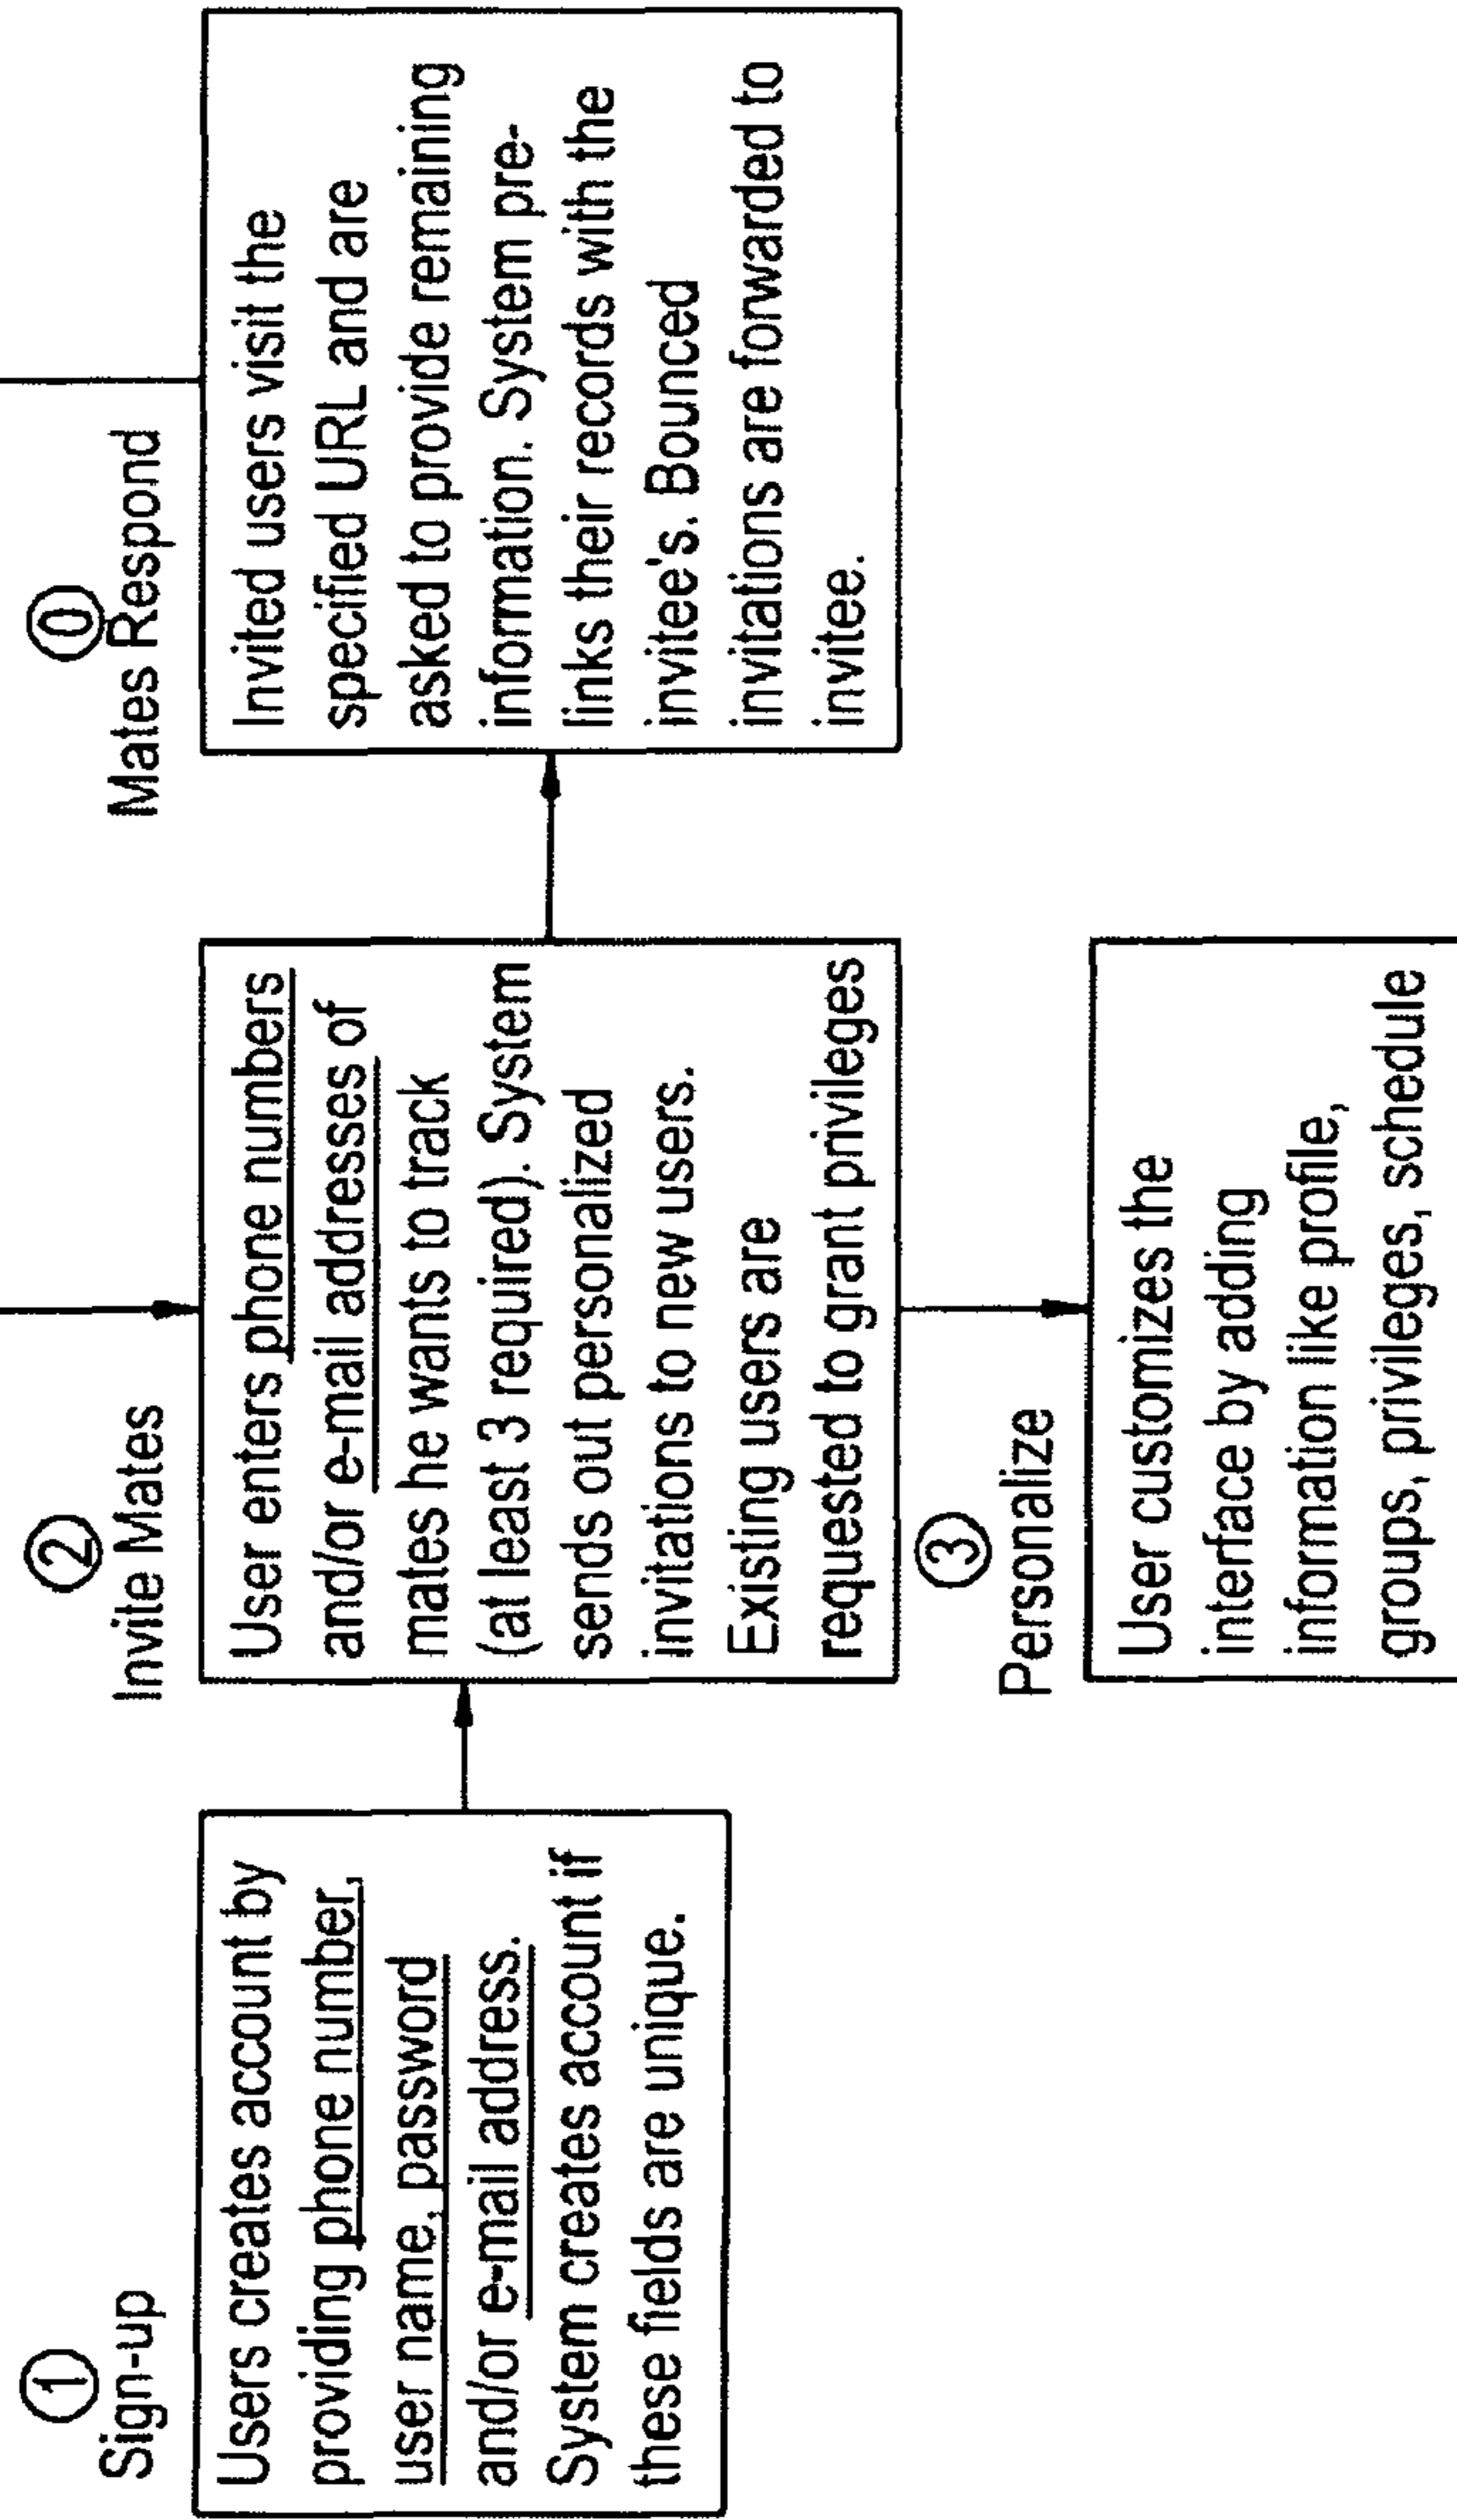 ①
Sign-up
Users creates account by
providing phone number,
user name, password
and/or e-mail address.
System creates account if
these fields are unique.
②
Invite Mates
User enters phone numbers
and/or e-mail addresses of
mates he wants to track
(at least 3 required). System
sends out personalized
invitations to new users.
Existing users are
requested to grant privileges
⓪
Mates Respond
Invited users visit the
specified URL and are
asked to provide remaining
information. System pre-
links their records with the
invitee's. Bounced
invitations are forwarded to
invitee.
③
Personalize
User customizes the
interface by adding
information like profile,
groups, privileges, schedule